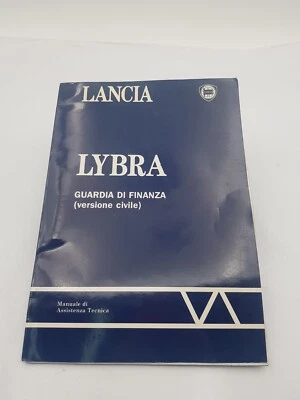 LANCIA
LYBRA
GUARDIA DI FINANZA
(versione civile)
Manuale di
Assistenza Tecnica